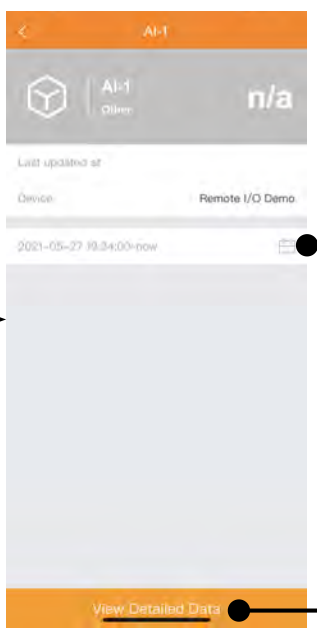 AI-1
AI-1
Other
n/a
Last updated at
Device
Remote I/O Demo
2021-05-27 19:34:00-now
View Detailed Data